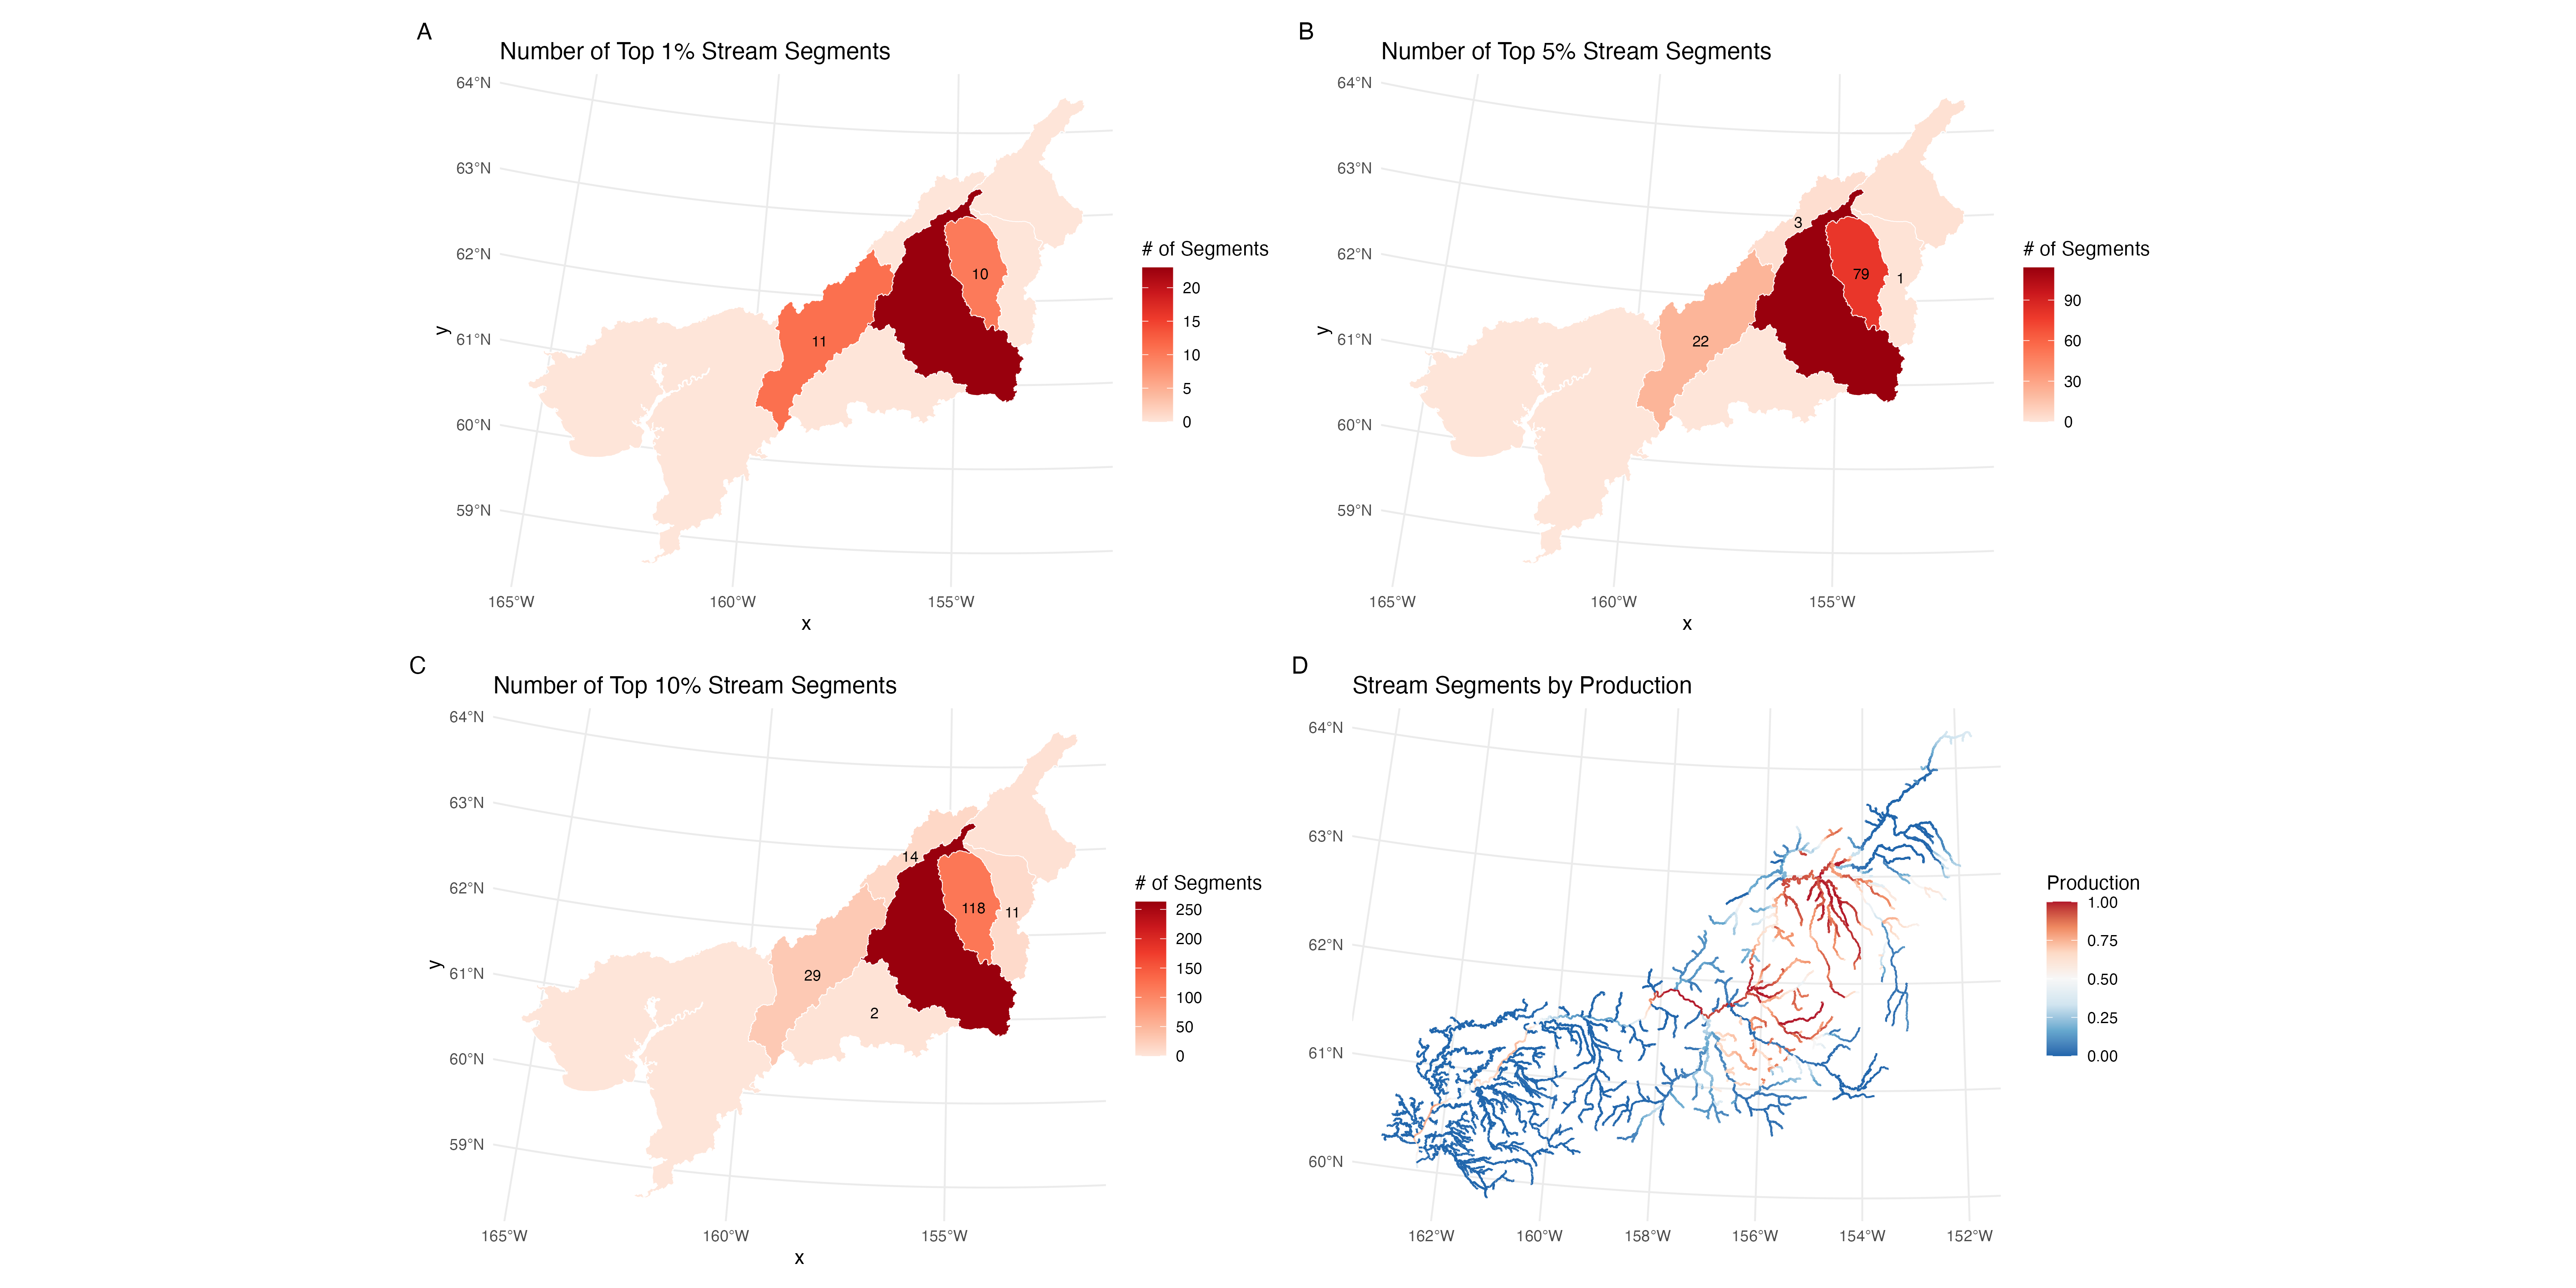 A
Number of Top 1% Stream Segments
64°N
63°N
62°N
61°N
60°N
59°N
y
10
11
165°W
160°W
155°W
x
# of Segments
20
15
10
5
0
B
Number of Top 5% Stream Segments
64°N
63°N
62°N
61°N
60°N
59°N
y
3
79
1
22
165°W
160°W
155°W
x
# of Segments
90
60
30
0
C
Number of Top 10% Stream Segments
64°N
63°N
62°N
61°N
60°N
59°N
y
14
118
11
29
2
165°W
160°W
155°W
x
# of Segments
250
200
150
100
50
0
D
Stream Segments by Production
64°N
63°N
62°N
61°N
60°N
162°W
160°W
158°W
156°W
154°W
152°W
Production
1.00
0.75
0.50
0.25
0.00